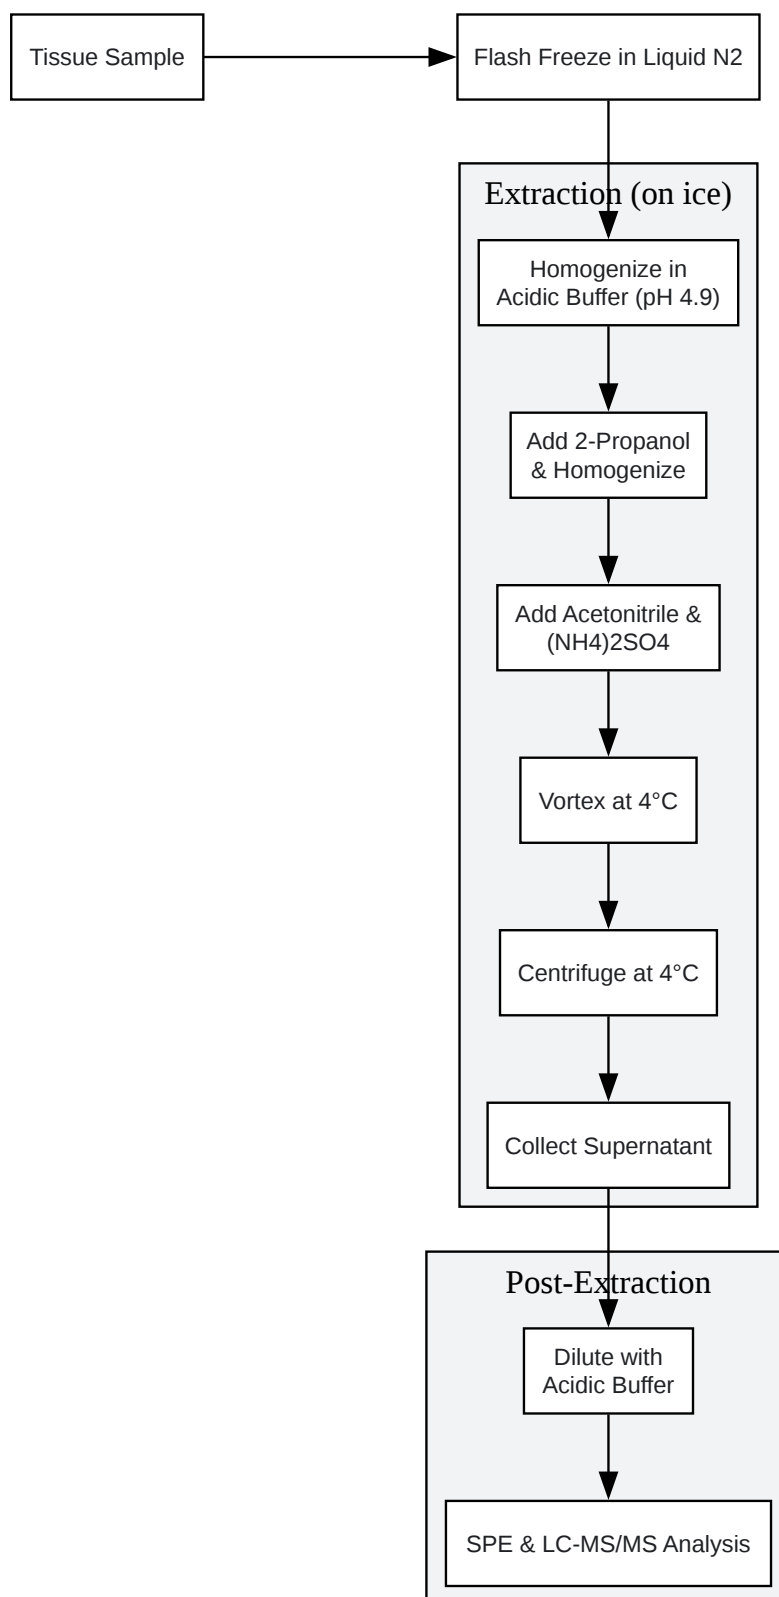 Tissue Sample
Flash Freeze in Liquid N2
Extraction (on ice)
Homogenize in
Acidic Buffer (pH 4.9)
Add 2-Propanol
& Homogenize
Add Acetonitrile &
(NH4)2SO4
Vortex at 4°C
Centrifuge at 4°C
Collect Supernatant
Post-Extraction
Dilute with
Acidic Buffer
SPE & LC-MS/MS Analysis